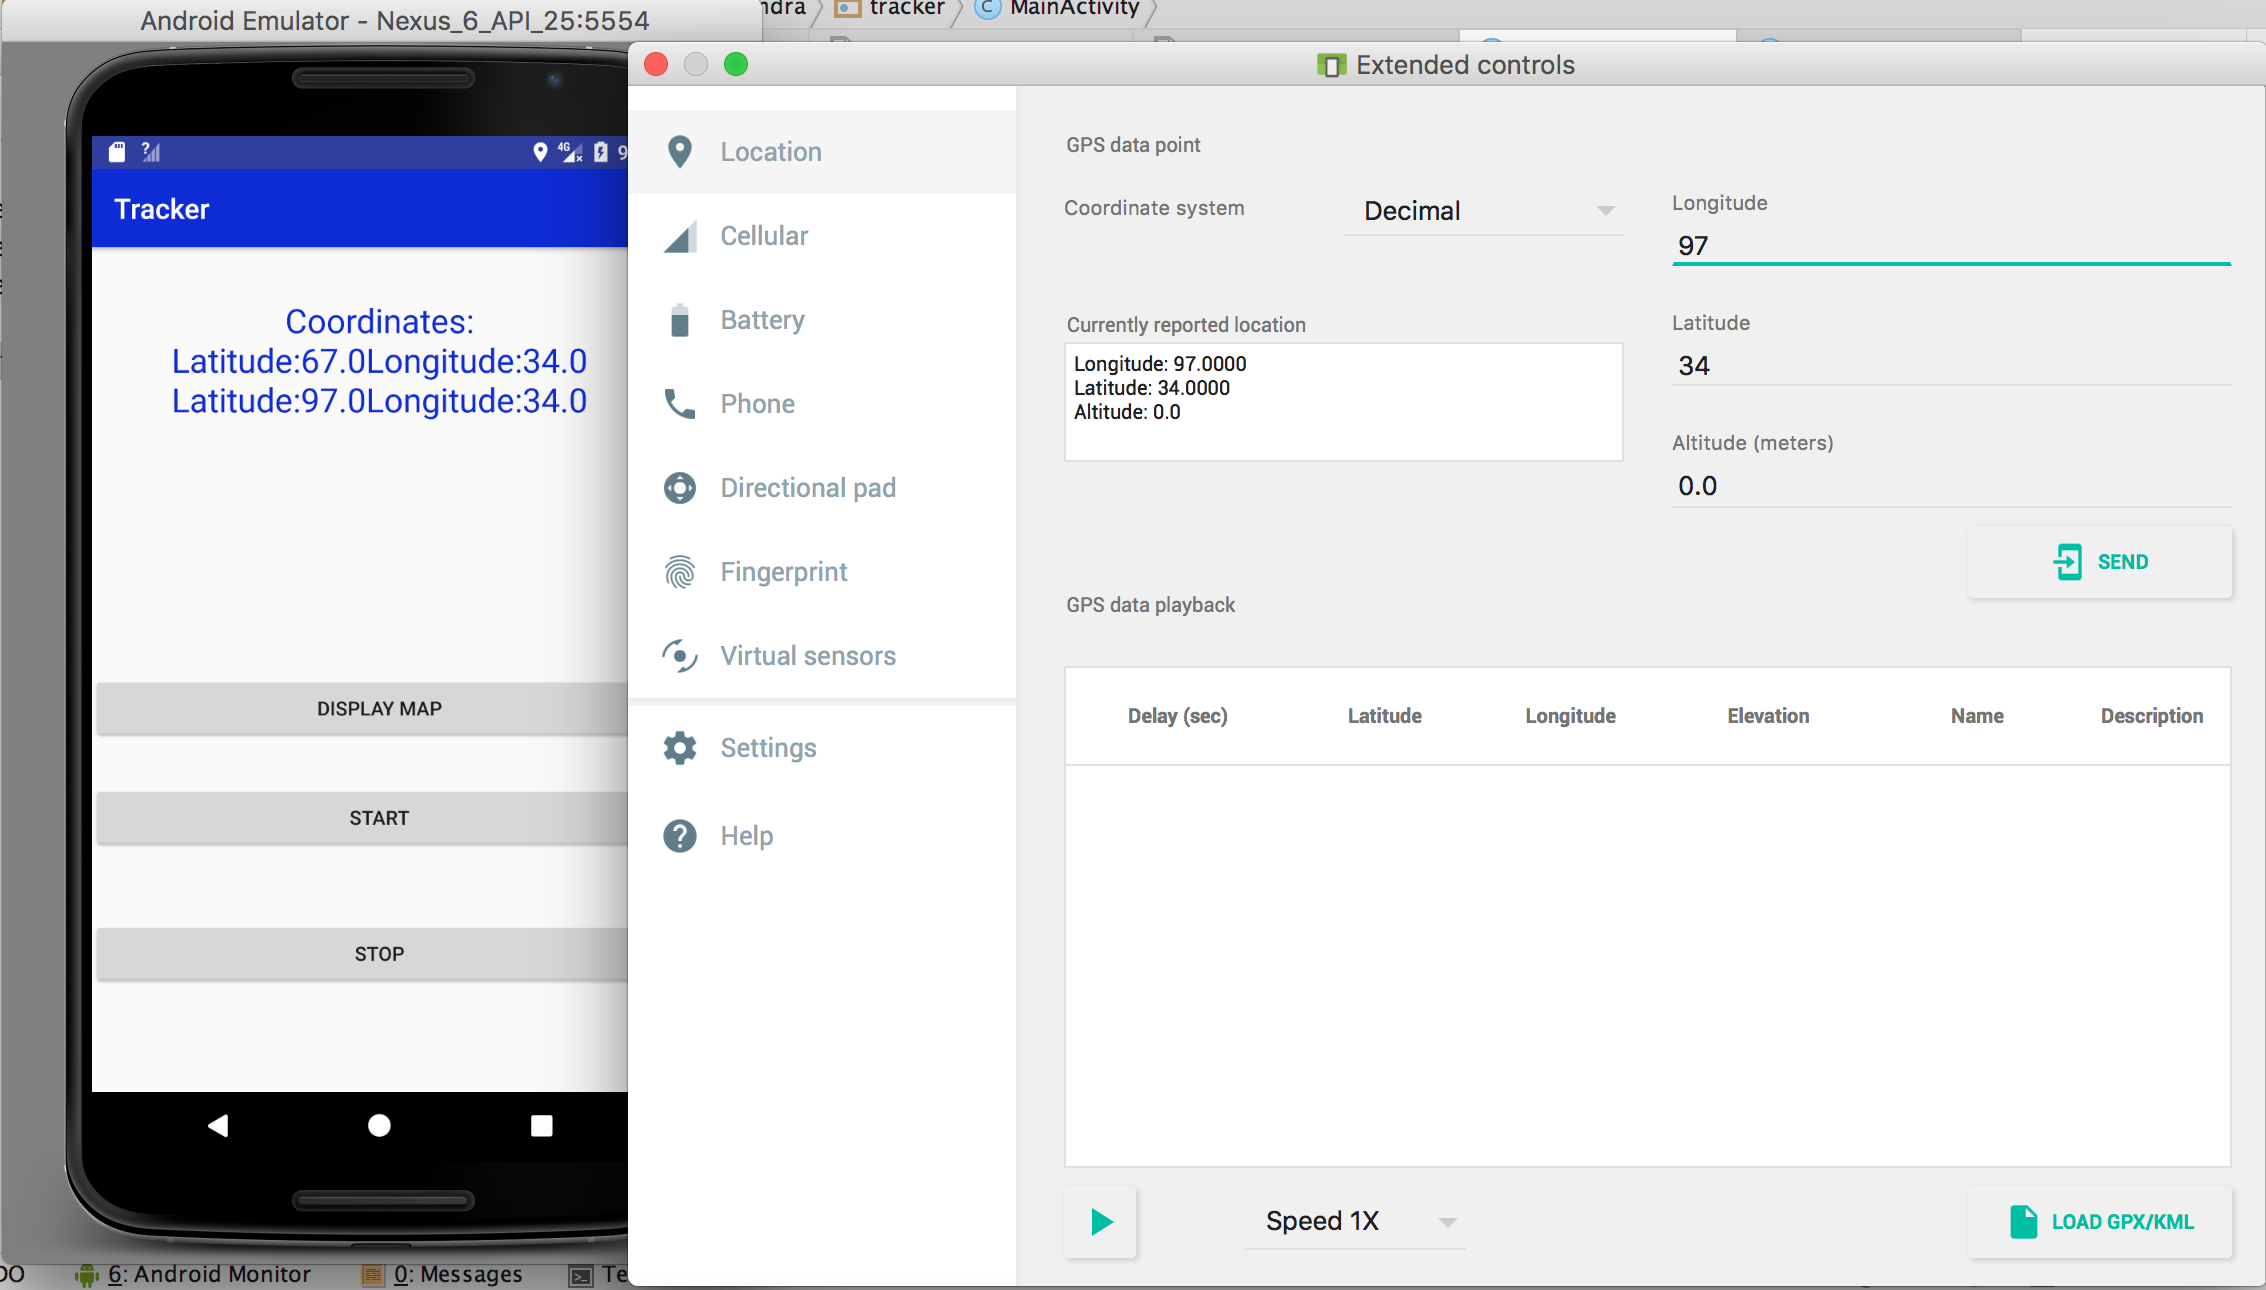 Android Emulator - Nexus_6_API_25:5554
ndra
tracker
C MainActivity
Extended controls
4G
9
?
Tracker
Coordinates:
Latitude:67.0Longitude:34.0
Latitude:97.0Longitude:34.0
DISPLAY MAP
START
STOP
Location
Cellular
Battery
Phone
Directional pad
Fingerprint
Virtual sensors
Settings
? Help
GPS data point
Coordinate system
Decimal
Longitude
97
Currently reported location
Longitude: 97.0000
Latitude: 34.0000
Altitude: 0.0
Latitude
34
Altitude (meters)
0.0
SEND
GPS data playback
Delay (sec) Latitude Longitude Elevation Name Description
Speed 1X
LOAD GPX/KML
DO
6: Android Monitor
0: Messages
Te